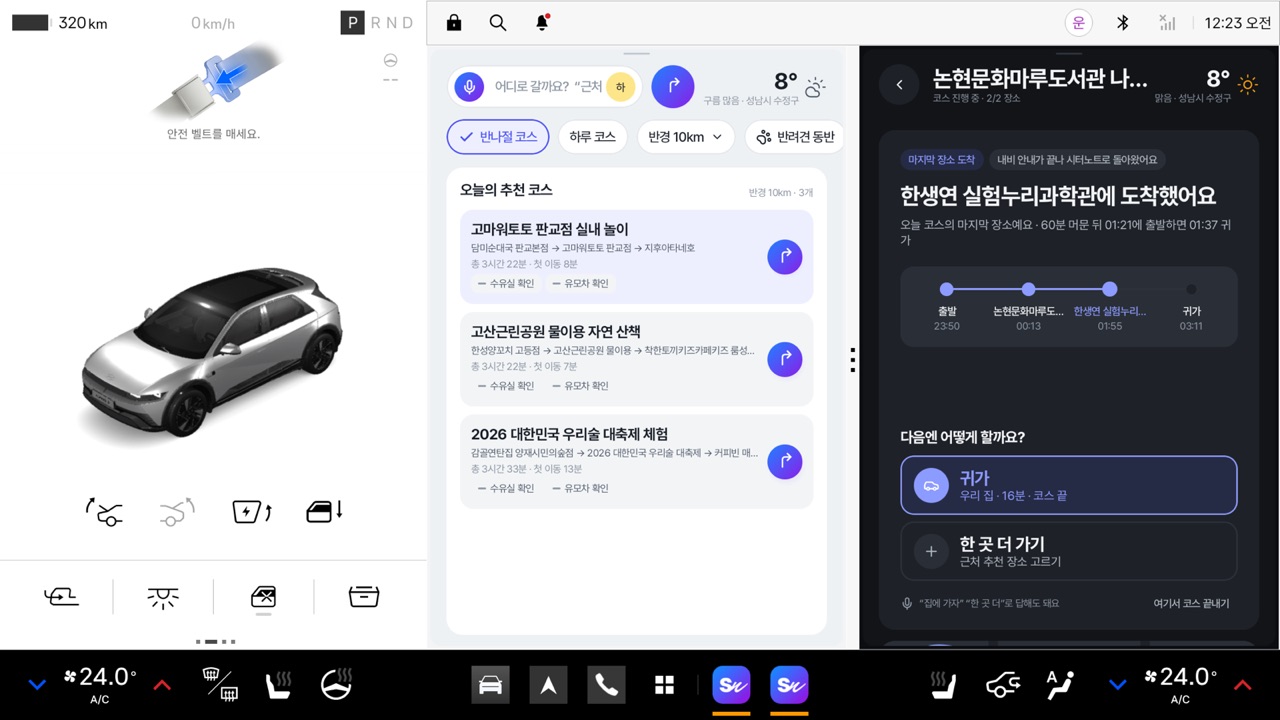 320 km
0 km/h
P R N D
안전 벨트를 매세요.
운
12:23 오전
어디로 갈까요? “근처
하
8°
구름 많음 · 성남시 수정구
반나절 코스
하루 코스
반경 10km
반려견 동반
오늘의 추천 코스
반경 10km · 3개
고마워토토 판교점 실내 놀이
담미순대국 판교본점 → 고마워토토 판교점 → 지후아타네호
총 3시간 22분 · 첫 이동 8분
수유실 확인
유모차 확인
고산근린공원 물이용 자연 산책
한성양꼬치 고등점 → 고산근린공원 물이용 → 착한토끼키즈카페키즈 룸성...
총 3시간 22분 · 첫 이동 7분
수유실 확인
유모차 확인
2026 대한민국 우리술 대축제 체험
감골연탄집 양재시민의숲점 → 2026 대한민국 우리술 대축제 → 커피빈 매...
총 3시간 33분 · 첫 이동 13분
수유실 확인
유모차 확인
논현문화마루도서관 나...
코스 진행 중 · 2/2 장소
8°
맑음 · 성남시 수정구
마지막 장소 도착
내비 안내가 끝나 시터노트로 돌아왔어요
한생연 실험누리과학관에 도착했어요
오늘 코스의 마지막 장소예요 · 60분 머문 뒤 01:21에 출발하면 01:37 귀
가
출발
23:50
논현문화마루도...
00:13
한생연 실험누리...
01:55
귀가
03:11
다음엔 어떻게 할까요?
귀가
우리 집 · 16분 · 코스 끝
한 곳 더 가기
근처 추천 장소 고르기
“집에 가자” “한 곳 더”로 답해도 돼요
여기서 코스 끝내기
24.0°
A/C
Sw
Sw
A
24.0°
A/C